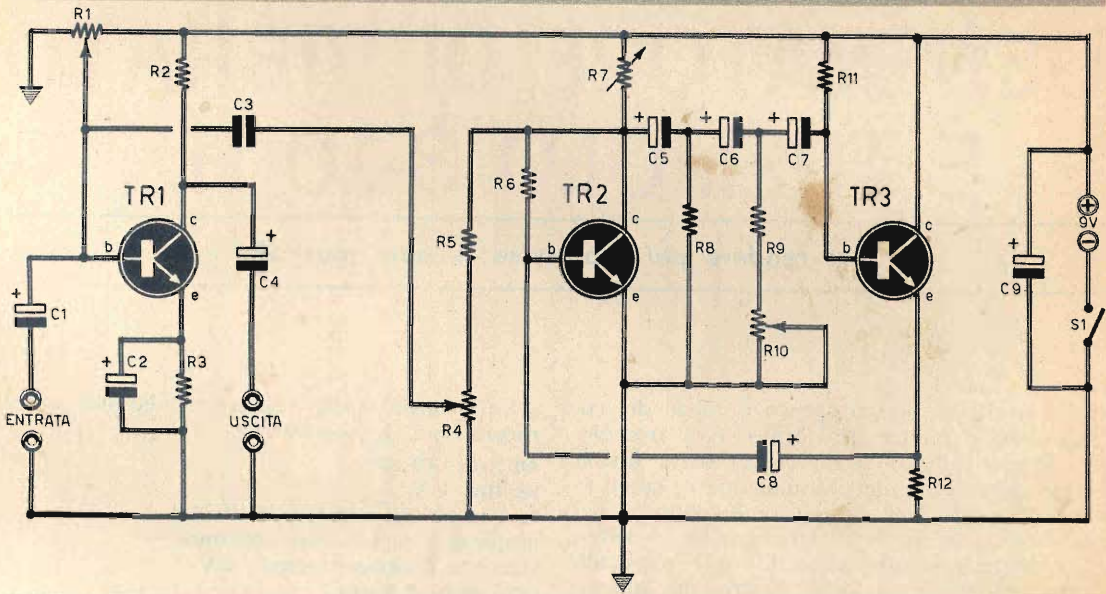 R1
R2
C3
TR1
b
c
e
C1
C2
R3
C4
ENTRATA
USCITA
R4
R5
R6
R7
TR2
b
c
e
C5
C6
C7
R8
R9
R10
R11
TR3
b
c
e
C8
R12
C9
9V
S1